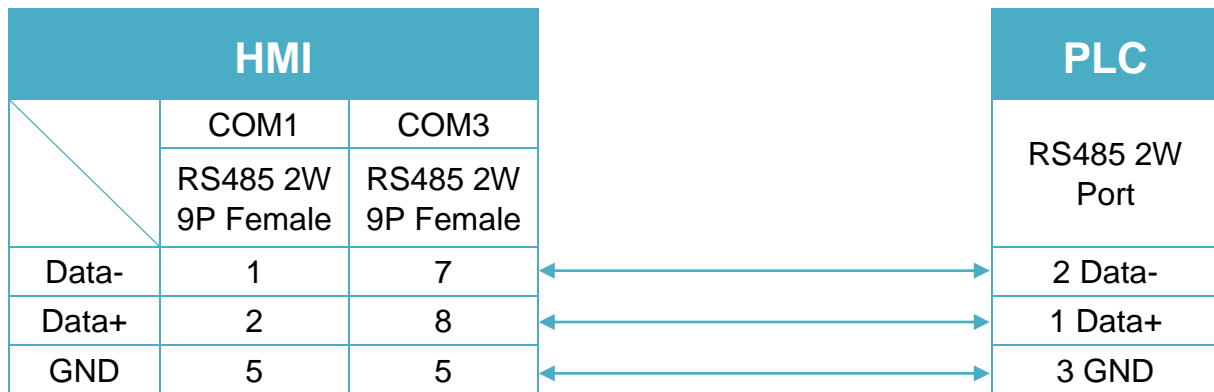 HMI PLC
COM1 COM3
RS485 2W RS485 2W RS485 2W
9P Female 9P Female Port
Data- 1 7 2 Data-
Data+ 2 8 1 Data+
GND 5 5 3 GND